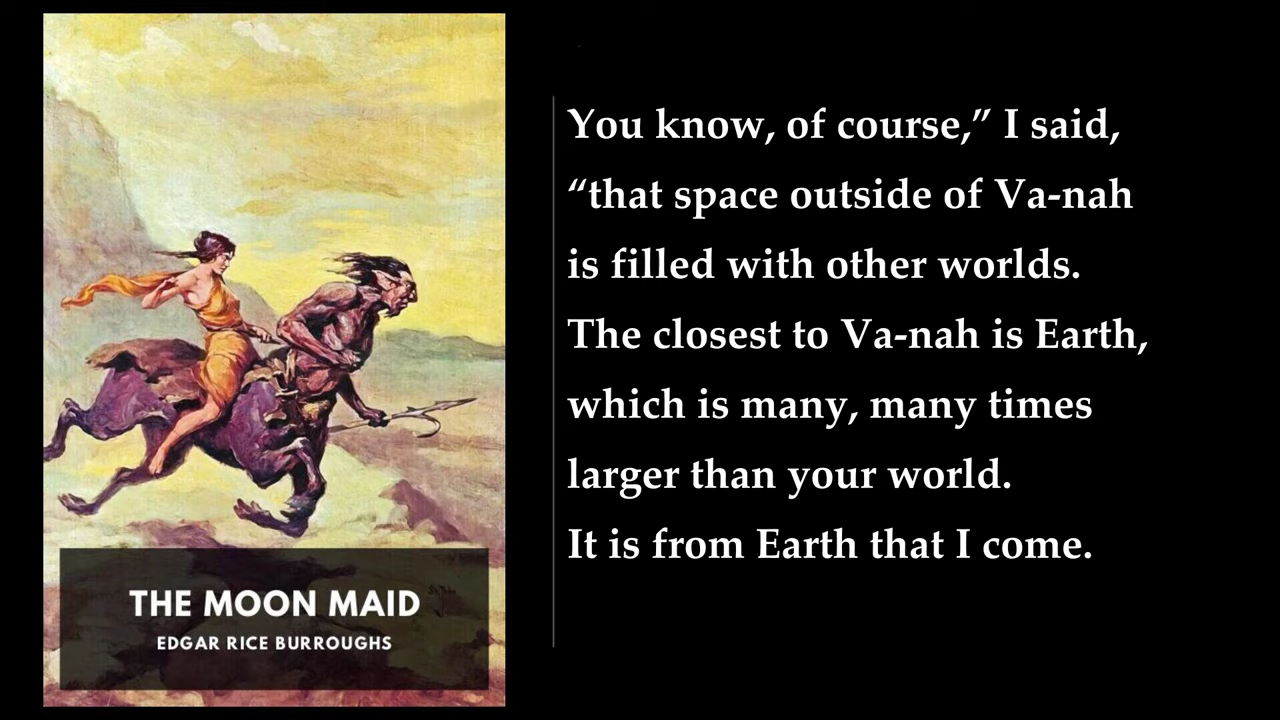 THE MOON MAID
EDGAR RICE BURROUGHS
You know, of course,” I said,
“that space outside of Va-nah
is filled with other worlds.
The closest to Va-nah is Earth,
which is many, many times
larger than your world.
It is from Earth that I come.